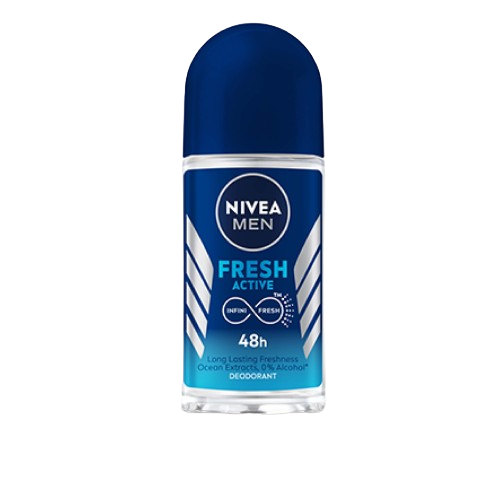 NIVEA
MEN
FRESH
ACTIVE
TM
INFINI FRESH
48h
Long Lasting Freshness
Ocean Extracts, 0% Alcohol*
DEODORANT